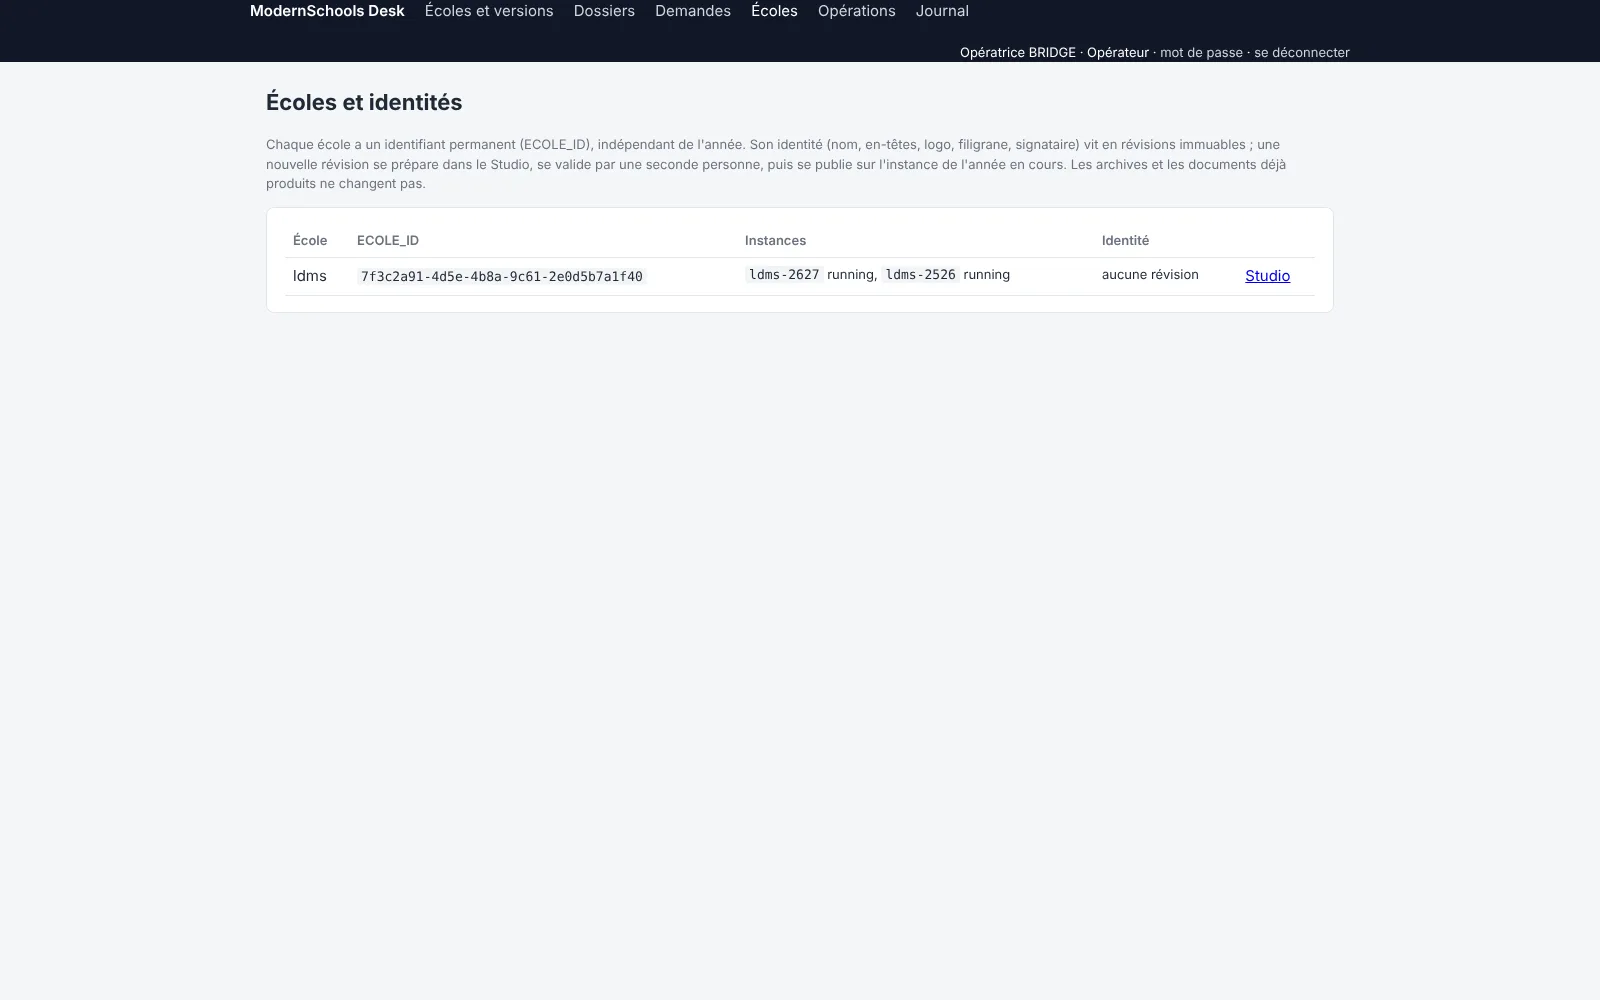 ModernSchools Desk Écoles et versions Dossiers Demandes Écoles Opérations Journal
Opératrice BRIDGE · Opérateur · mot de passe · se déconnecter
Écoles et identités
Chaque école a un identifiant permanent (ECOLE_ID), indépendant de l'année. Son identité (nom, en-têtes, logo, filigrane, signataire) vit en révisions immuables ; une
nouvelle révision se prépare dans le Studio, se valide par une seconde personne, puis se publie sur l'instance de l'année en cours. Les archives et les documents déjà
produits ne changent pas.
École ECOLE_ID Instances Identité
ldms 7f3c2a91-4d5e-4b8a-9c61-2e0d5b7a1f40 ldms-2627 running, ldms-2526 running aucune révision Studio